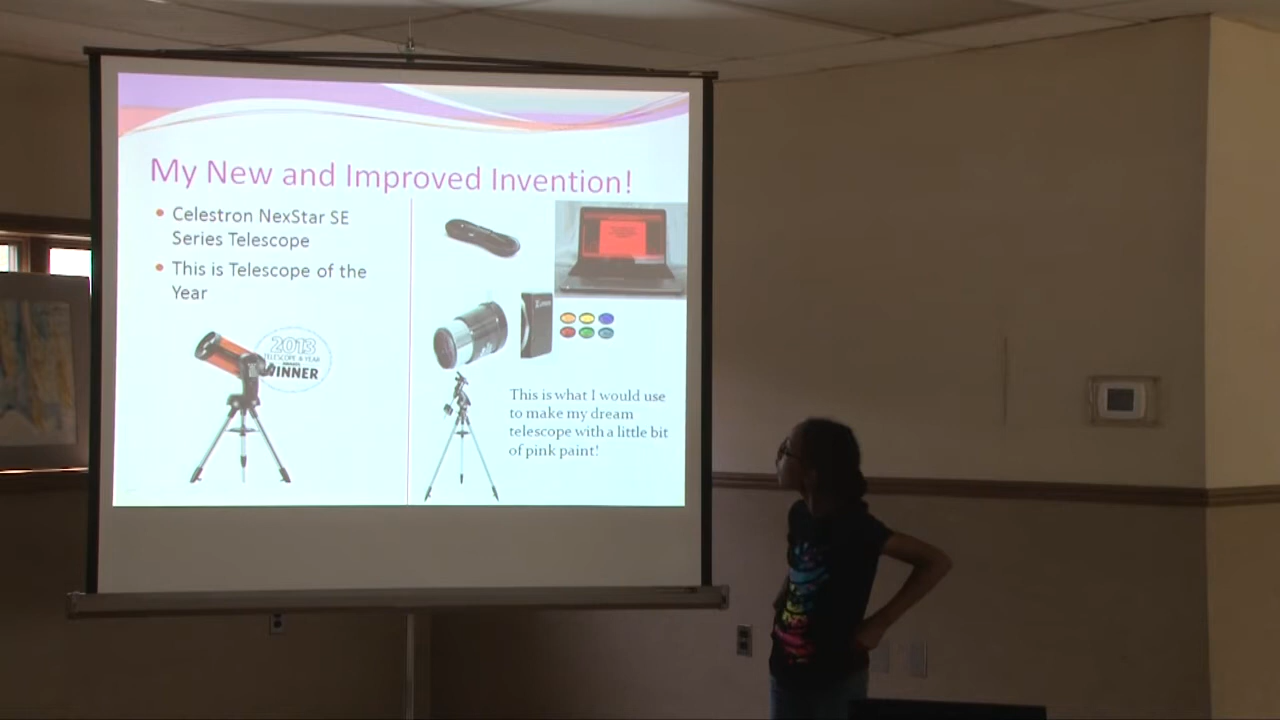 My New and Improved Invention!
Celestron NexStar SE
Series Telescope
This is Telescope of the
Year
2013
TELESCOPE of YEAR
WINNER
This is what I would use
to make my dream
telescope with a little bit
of pink paint!